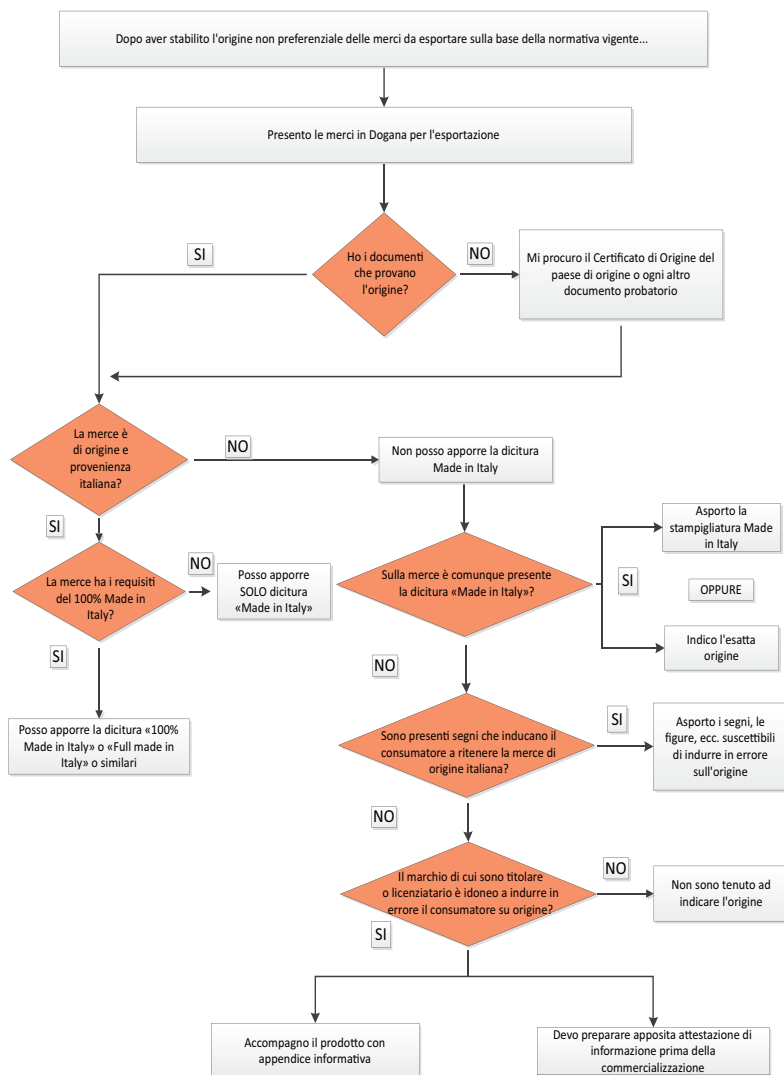 Dopo aver stabilito l'origine non preferenziale delle merci da esportare sulla base della normativa vigente...
Presento le merci in Dogana per l'esportazione
Ho i documenti
che provano
l'origine?
SI
NO
Mi procuro il Certificato di Origine del
paese di origine o ogni altro
documento probatorio
La merce è
di origine e
provenienza
italiana?
NO
Non posso apporre la dicitura
Made in Italy
SI
La merce ha i requisiti
del 100% Made in
Italy?
NO
Posso apporre
SOLO dicitura
«Made in Italy»
SI
Posso apporre la dicitura «100%
Made in Italy» o «Full made in
Italy» o similari
Sulla merce è comunque presente
la dicitura «Made in Italy»?
SI
Asporto la
stampigliatura Made
in Italy
OPPURE
Indico l'esatta
origine
NO
Sono presenti segni che inducano il
consumatore a ritenere la merce di
origine italiana?
SI
Asporto i segni, le
figure, ecc. suscettibili
di indurre in errore
sull'origine
NO
Il marchio di cui sono titolare
o licenziatario è idoneo a indurre in
errore il consumatore su origine?
NO
Non sono tenuto ad
indicare l'origine
SI
Accompagno il prodotto con
appendice informativa
Devo preparare apposita attestazione di
informazione prima della
commercializzazione